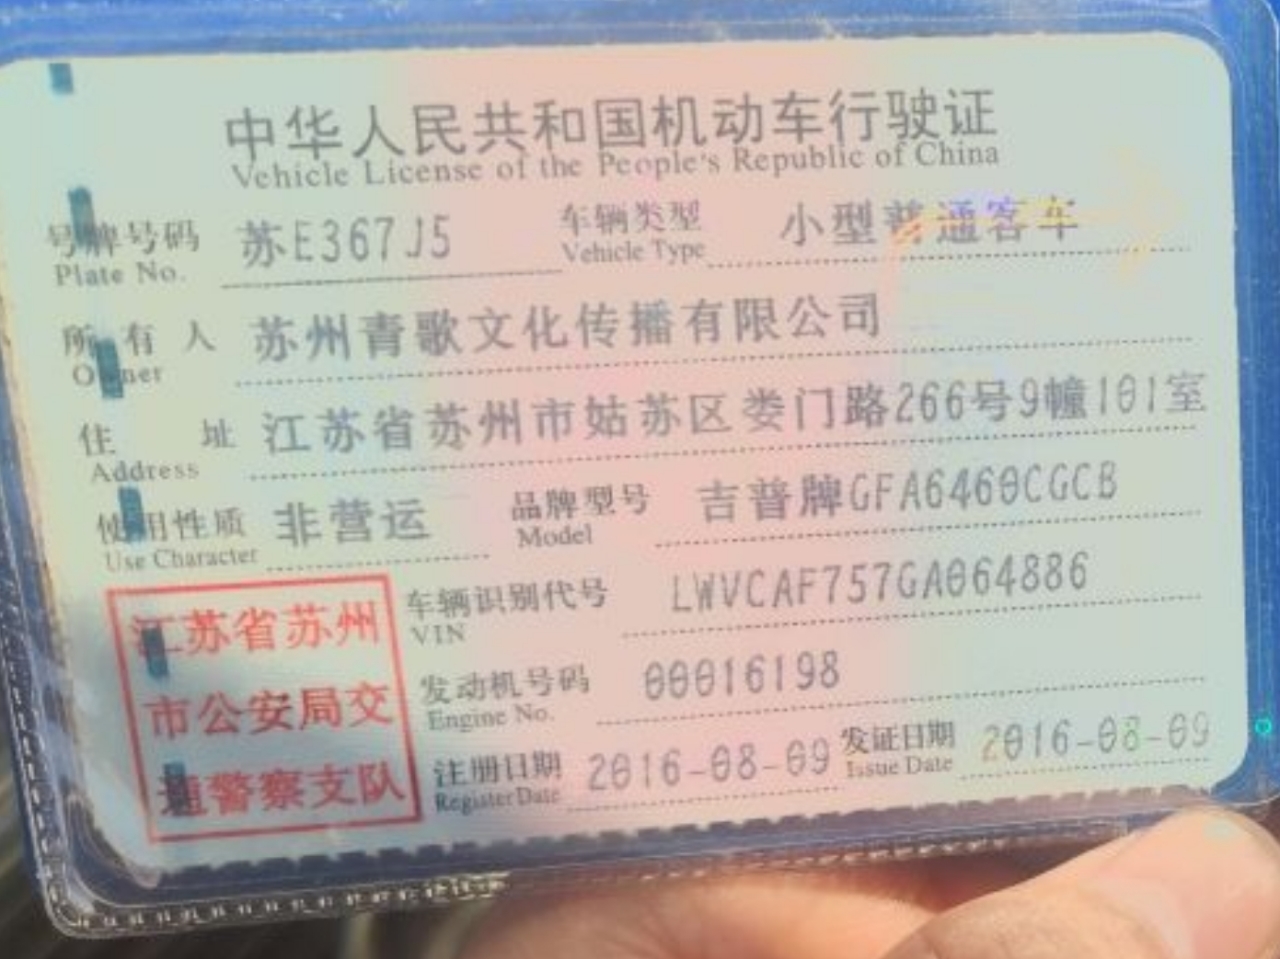 中华人民共和国机动车行驶证
Vehicle License of the People's Republic of China
号牌号码 苏E367J5 车辆类型 小型普通客车
Plate No. Vehicle Type
所有人 苏州青歌文化传播有限公司
Owner
住址 江苏省苏州市姑苏区娄门路266号9幢101室
Address
使用性质 非营运 品牌型号 吉普牌GFA6460CGCB
Use Character Model
车辆识别代号 LWVCAF757GA064886
VIN
发动机号码 00016198
Engine No.
注册日期 2016-08-09 发证日期 2016-08-09
Register Date Issue Date
江苏省苏州
市公安局交
通警察支队